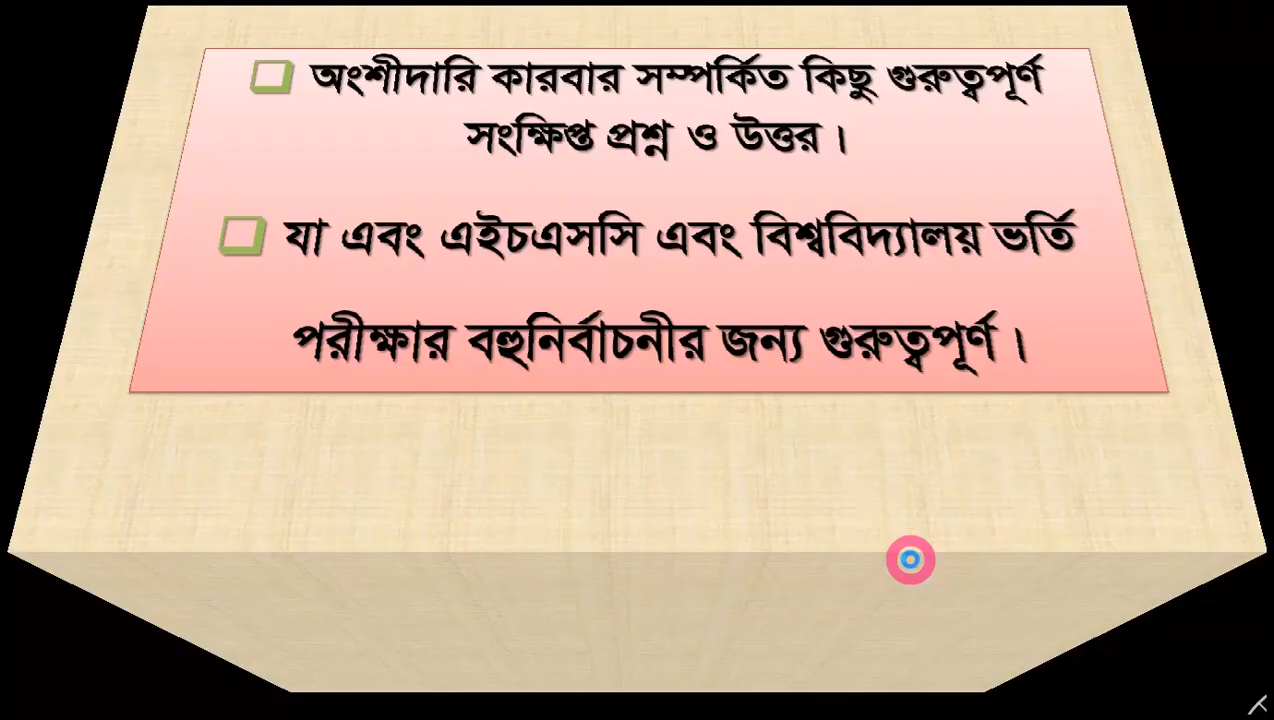 অংশীদারি কারবার সম্পর্কিত কিছু গুরুত্বপূর্ণ
সংক্ষিপ্ত প্রশ্ন ও উত্তর।
যা এবং এইচএসসি এবং বিশ্ববিদ্যালয় ভর্তি
পরীক্ষার বহুনির্বাচনীর জন্য গুরুত্বপূর্ণ।